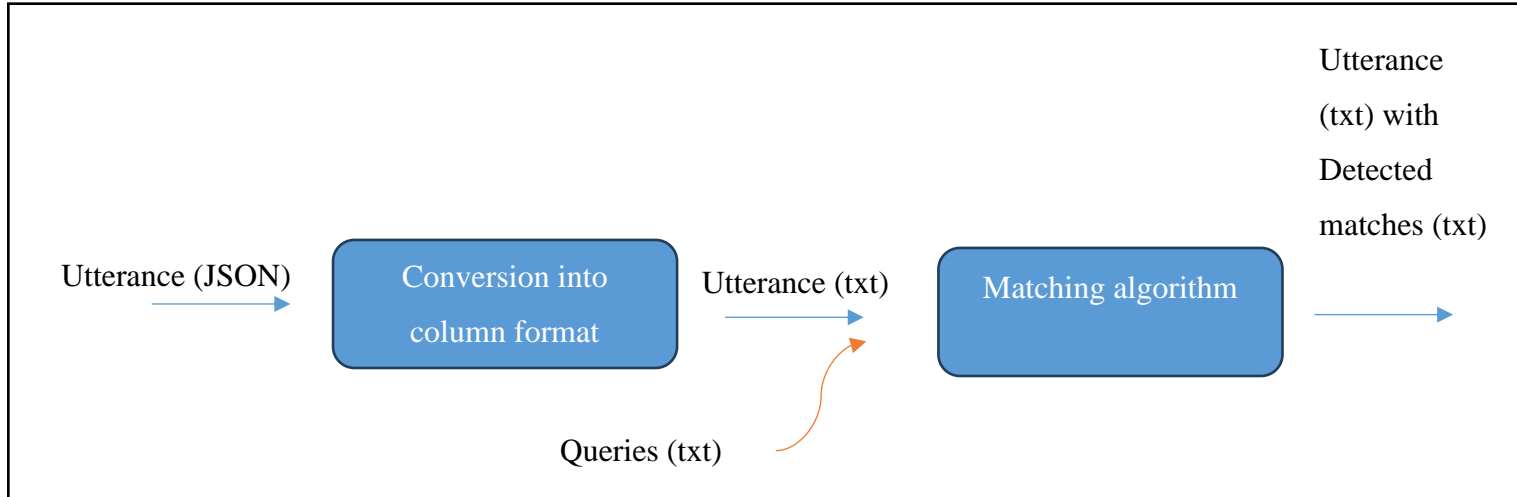 Utterance (JSON)
Conversion into
column format
Utterance (txt)
Queries (txt)
Matching algorithm
Utterance
(txt) with
Detected
matches (txt)